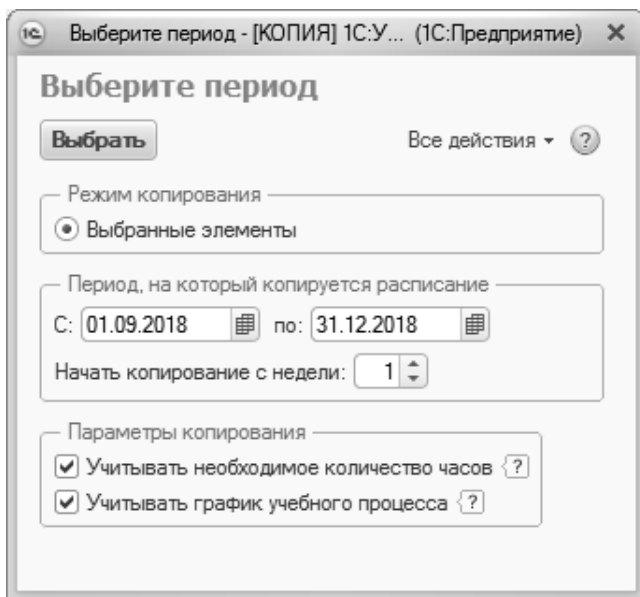 1С Выберите период - [КОПИЯ] 1С:У... (1С:Предприятие) ×
Выберите период
Выбрать Все действия ?
Режим копирования
Выбранные элементы
Период, на который копируется расписание
С: 01.09.2018 по: 31.12.2018
Начать копирование с недели: 1
Параметры копирования
Учитывать необходимое количество часов ?
Учитывать график учебного процесса ?